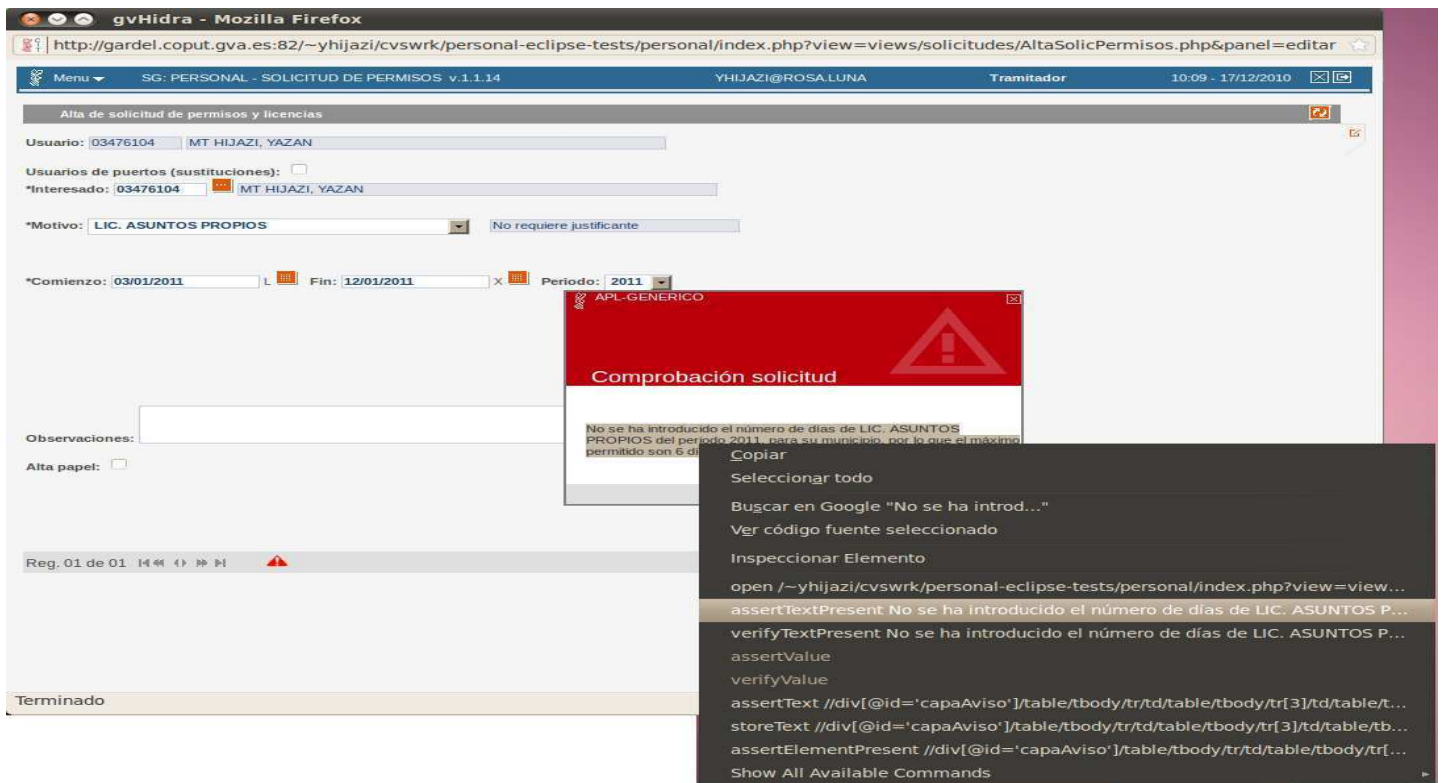 gvHidra - Mozilla Firefox
http://gardel.coput.gva.es:82/~yhijazi/cvswrk/personal-eclipse-tests/personal/index.php?view=views/solicitudes/AltaSolicPermisos.php&panel=editar
Menu SG: PERSONAL - SOLICITUD DE PERMISOS v.1.1.14 YHIJAZI@ROSA.LUNA Tramitador 10:09 - 17/12/2010
Alta de solicitud de permisos y licencias
Usuario: 03476104 MT HIJAZI, YAZAN
Usuarios de puertos (sustituciones):
*Interesado: 03476104 MT HIJAZI, YAZAN
*Motivo: LIC. ASUNTOS PROPIOS No requiere justificante
*Comienzo: 03/01/2011 L Fin: 12/01/2011 X Periodo: 2011
APL-GENERICO
Comprobación solicitud
No se ha introducido el número de días de LIC. ASUNTOS
PROPIOS del periodo 2011, para su municipio, por lo que el máximo
permitido son 6 dí
Observaciones:
Alta papel:
Reg. 01 de 01
Copiar
Seleccionar todo
Buscar en Google "No se ha introd..."
Ver código fuente seleccionado
Inspeccionar Elemento
open /~yhijazi/cvswrk/personal-eclipse-tests/personal/index.php?view=view...
assertTextPresent No se ha introducido el número de días de LIC. ASUNTOS P...
verifyTextPresent No se ha introducido el número de días de LIC. ASUNTOS P...
assertValue
verifyValue
assertText //div[@id='capaAviso']/table/tbody/tr/td/table/tbody/tr[3]/td/table/t...
storeText //div[@id='capaAviso']/table/tbody/tr/td/table/tbody/tr[3]/td/table/tb...
assertElementPresent //div[@id='capaAviso']/table/tbody/tr/td/table/tbody/tr[...
Show All Available Commands
Terminado